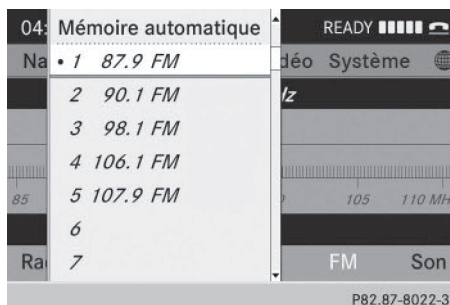 04:
Mémoire automatique
READY
Na
• 1 87.9 FM
déo Système
2 90.1 FM
3 98.1 FM
4 106.1 FM
5 107.9 FM
6
7
85
105 110 MH
Ra
FM Son
P82.87-8022-3